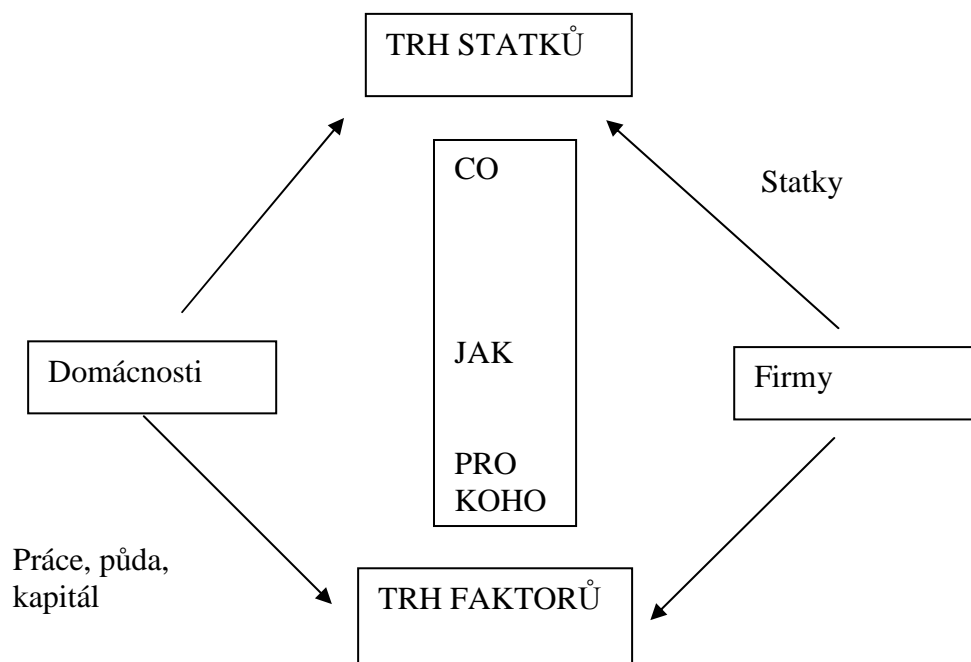 TRH STATKŮ
CO
Statky
JAK
Domácnosti
Firmy
PRO
KOHO
Práce, půda,
kapitál
TRH FAKTORŮ